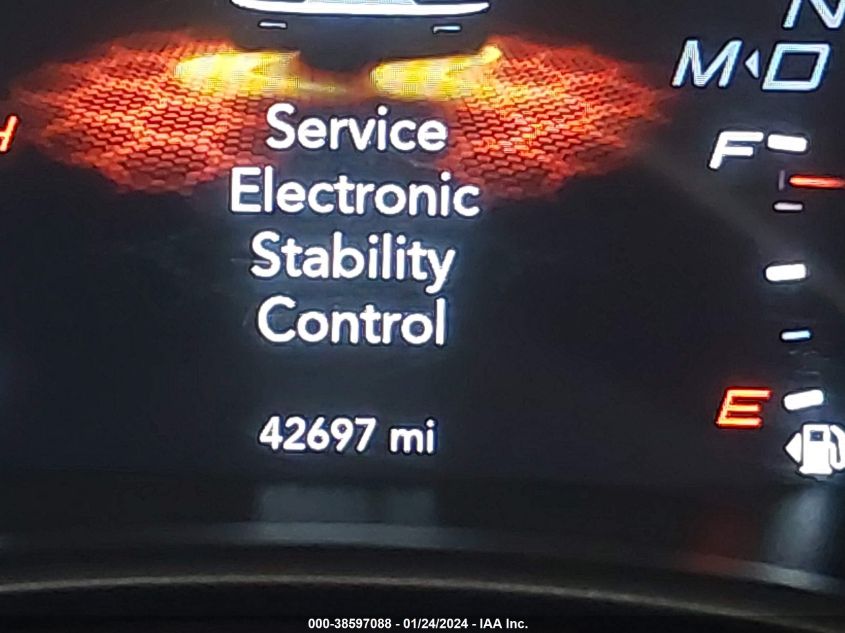 N
M D
H
Service
F
Electronic
Stability
Control
E
42697 mi
000-38597088 - 01/24/2024 - IAA Inc.